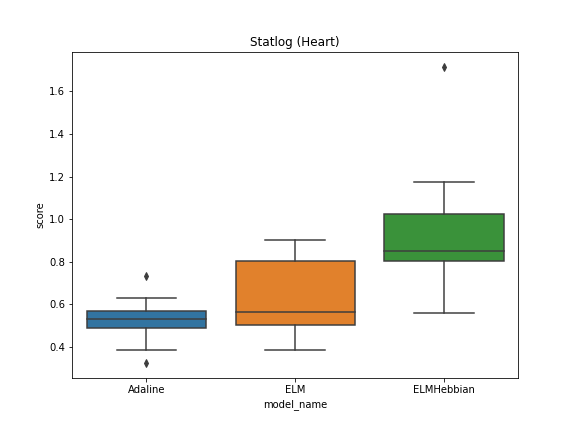 Statlog (Heart)
1.6
1.4
1.2
1.0
0.8
0.6
0.4
score
Adaline
ELM
ELMHebbian
model_name